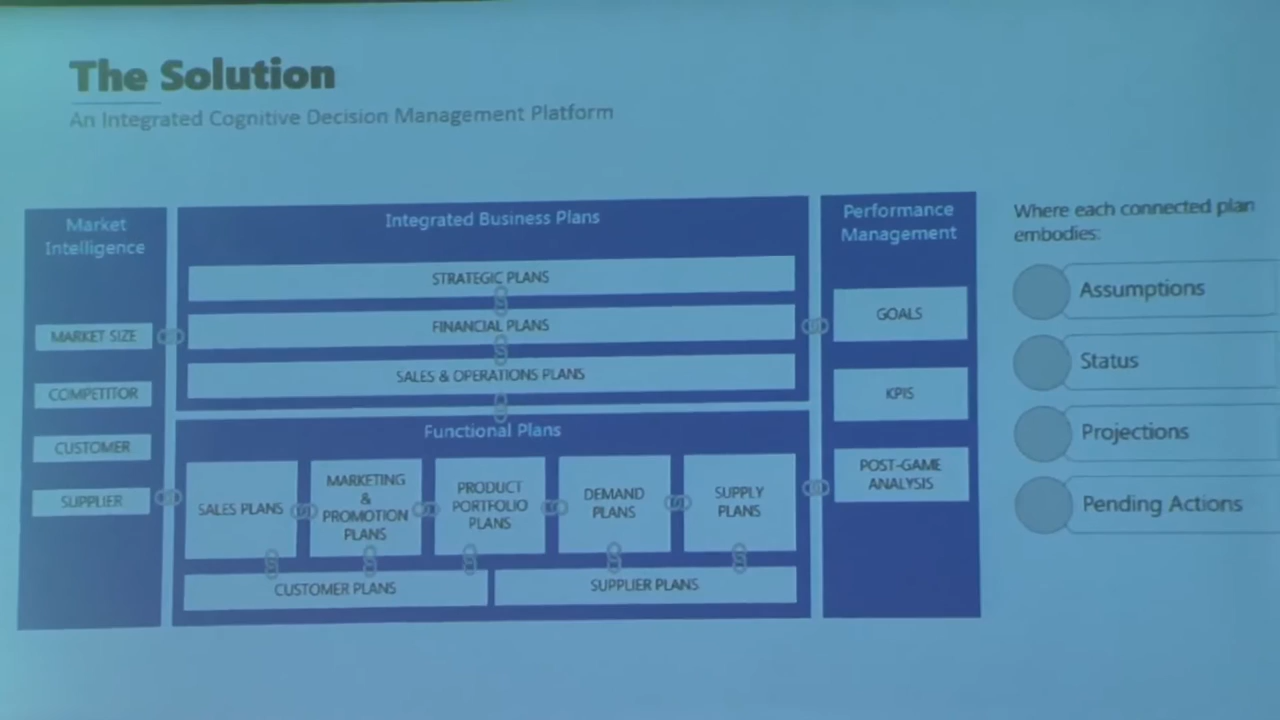 The Solution
An Integrated Cognitive Decision Management Platform
Market
Intelligence
MARKET SIZE
COMPETITOR
CUSTOMER
SUPPLIER
Integrated Business Plans
STRATEGIC PLANS
FINANCIAL PLANS
SALES & OPERATIONS PLANS
Functional Plans
SALES PLANS
MARKETING
&
PROMOTION
PLANS
PRODUCT
PORTFOLIO
PLANS
DEMAND
PLANS
SUPPLY
PLANS
CUSTOMER PLANS
SUPPLIER PLANS
Performance
Management
GOALS
KPIS
POST-GAME
ANALYSIS
Where each connected plan
embodies:
Assumptions
Status
Projections
Pending Actions